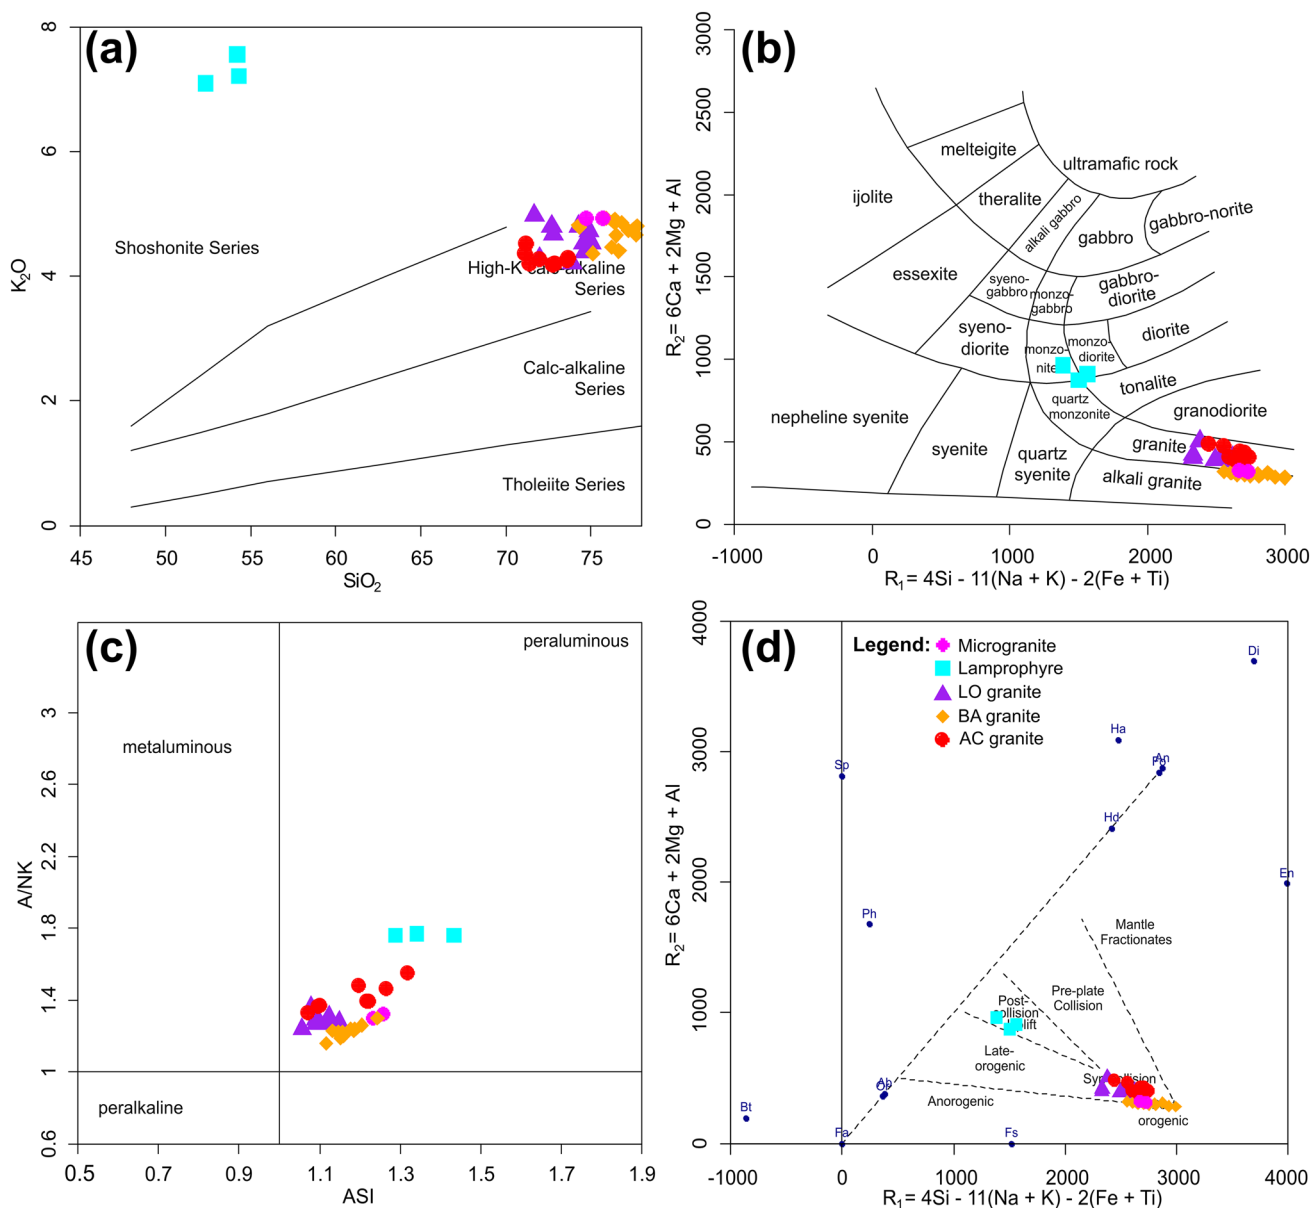 (a)
8
6
4
2
0
K2O
Shoshonite Series
High-K calc-alkaline
Series
Calc-alkaline
Series
Tholeiite Series
45
50
55
60
65
70
75
SiO2
(b)
3000
2500
2000
1500
1000
500
0
R2= 6Ca + 2Mg + Al
melteigite
ultramafic rock
ijolite
theralite
alkali gabbro
gabbro-norite
gabbro
essexite
syeno-
gabbro
monzo-
gabbro
gabbro-
diorite
syeno-
diorite
monzo-
nite
monzo-
diorite
diorite
tonalite
quartz
monzonite
granodiorite
nepheline syenite
syenite
quartz
syenite
granite
alkali granite
-1000
0
1000
2000
3000
R1= 4Si - 11(Na + K) - 2(Fe + Ti)
(c)
peraluminous
metaluminous
peralkaline
3
2.6
2.2
1.8
1.4
1
0.6
A/NK
0.5
0.7
0.9
1.1
1.3
1.5
1.7
1.9
ASI
(d)
4000
3000
2000
1000
0
R2= 6Ca + 2Mg + Al
Legend:
Microgranite
Lamprophyre
LO granite
BA granite
AC granite
Di
Ha
An
Sp
Hd
En
Ph
Mantle
Fractionates
Pre-plate
Collision
Post-
Late-
orogenic
Anorogenic
orogenic
Ab
Bt
Fa
Fs
-1000
0
1000
2000
3000
4000
R1= 4Si - 11(Na + K) - 2(Fe + Ti)